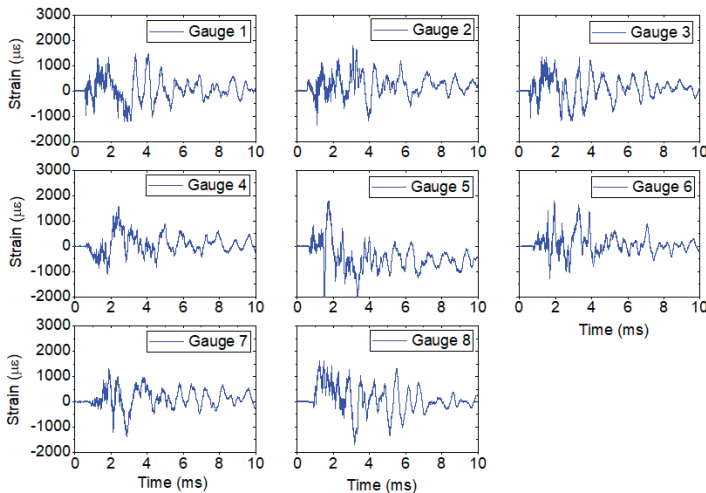 3000
2000
1000
0
-1000
-2000
Strain (με)
Gauge 1
0 2 4 6 8 10
Gauge 2
0 2 4 6 8 10
Gauge 3
0 2 4 6 8 10
3000
2000
1000
0
-1000
-2000
Strain (με)
Gauge 4
0 2 4 6 8 10
Gauge 5
0 2 4 6 8 10
Gauge 6
0 2 4 6 8 10
Time (ms)
3000
2000
1000
0
-1000
-2000
Strain (με)
Gauge 7
0 2 4 6 8 10
Time (ms)
Gauge 8
0 2 4 6 8 10
Time (ms)